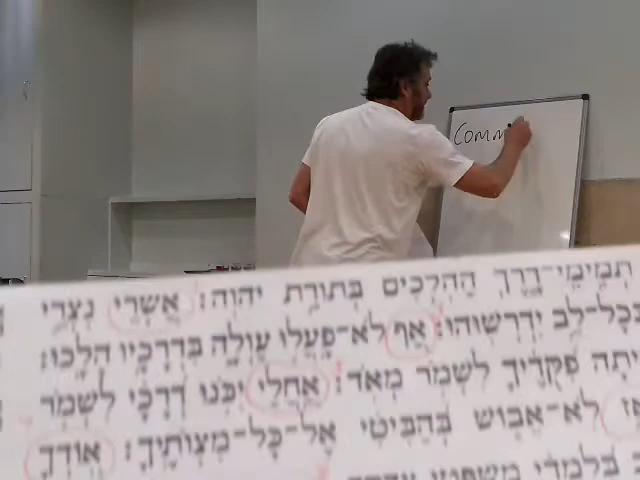 Comm
תְּמִימֵי־דָרֶךְ הַהֹלְכִים בְּתוֹרַת יְהוָה׃ אַשְׁרֵי נֹצְרֵי
בְּכָל־לֵב יִדְרְשׁוּהוּ׃ אַף לֹא־פָעֲלוּ עַוְלָה בִּדְרָכָיו הָלָכוּ׃
פִקֻּדֶיךָ לִשְׁמֹר מְאֹד׃ אַחֲלַי יִכֹּנוּ דְרָכָי לִשְׁמֹר
לֹא־אֵבוֹשׁ בְּהַבִּיטִי אֶל־כָּל־מִצְוֹתֶיךָ׃ אוֹדְךָ
בְּלָמְדִי מִשְׁפְּטֵי